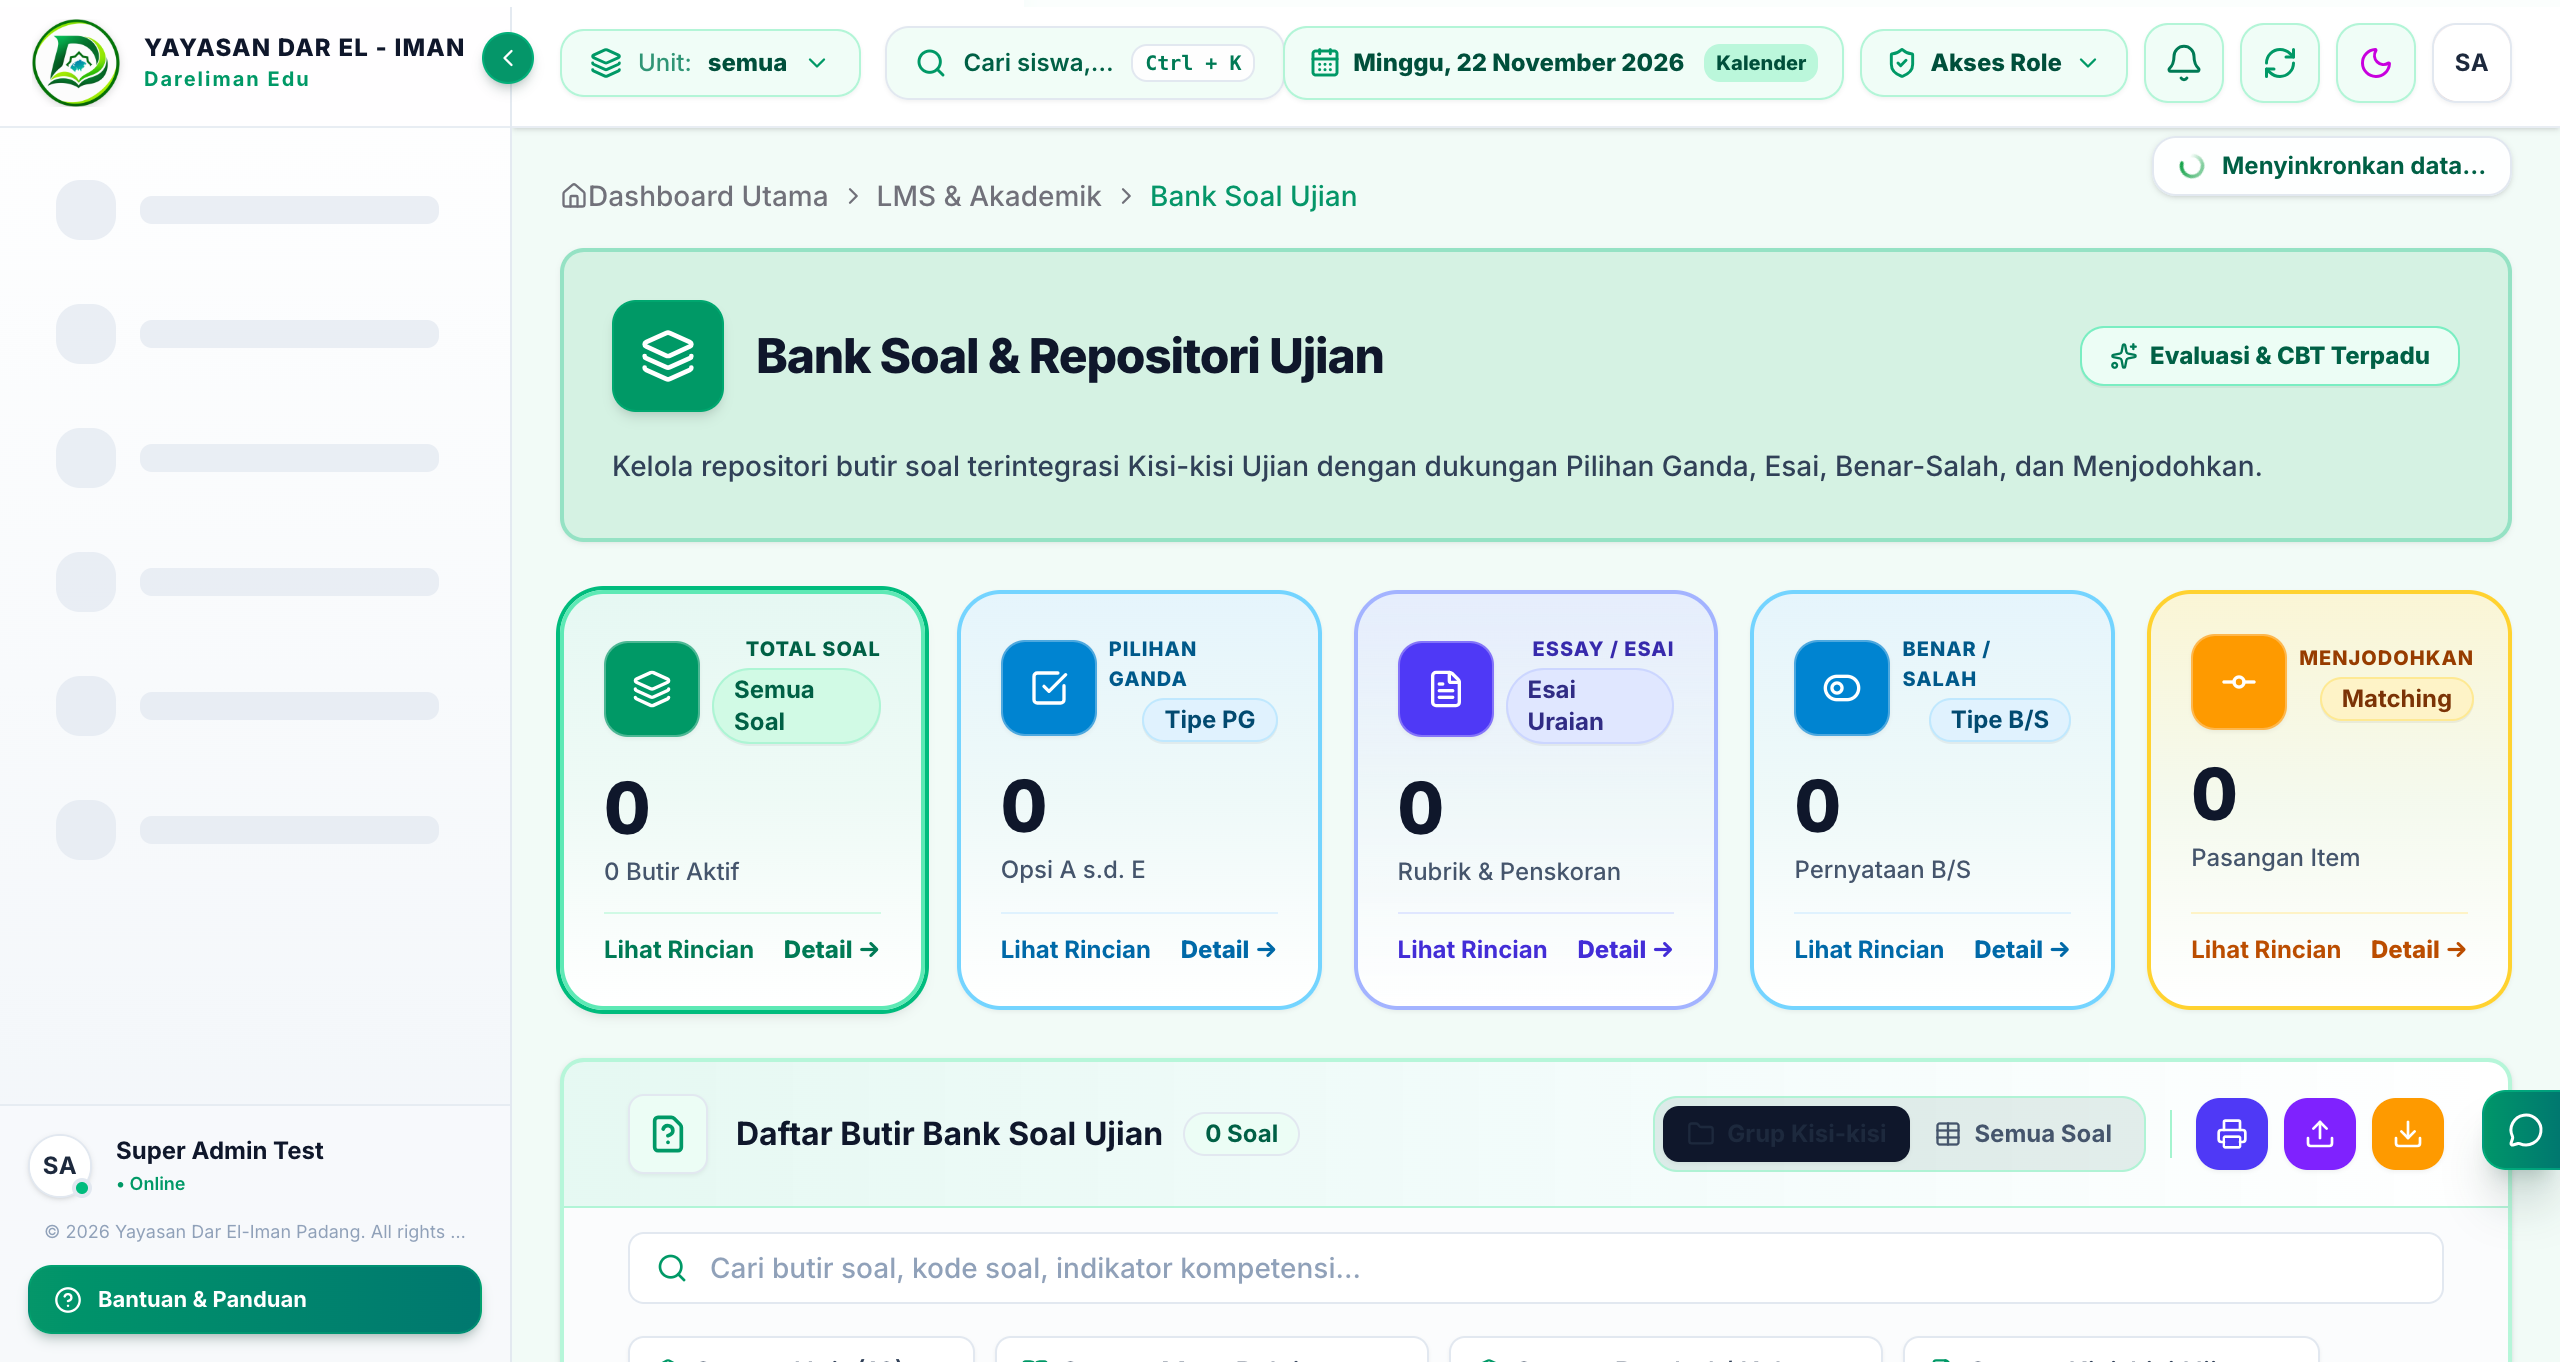 YAYASAN DAR EL - IMAN
Dareliman Edu
Unit: semua
Cari siswa,...
Ctrl + K
Minggu, 22 November 2026
Kalender
Akses Role
SA
Menyinkronkan data...
Dashboard Utama > LMS & Akademik > Bank Soal Ujian
Bank Soal & Repositori Ujian
Evaluasi & CBT Terpadu
Kelola repositori butir soal terintegrasi Kisi-kisi Ujian dengan dukungan Pilihan Ganda, Esai, Benar-Salah, dan Menjodohkan.
TOTAL SOAL
Semua
Soal
0
0 Butir Aktif
Lihat Rincian
Detail →
PILIHAN
GANDA
Tipe PG
0
Opsi A s.d. E
Lihat Rincian
Detail →
ESSAY / ESAI
Esai
Uraian
0
Rubrik & Penskoran
Lihat Rincian
Detail →
BENAR /
SALAH
Tipe B/S
0
Pernyataan B/S
Lihat Rincian
Detail →
MENJODOHKAN
Matching
0
Pasangan Item
Lihat Rincian
Detail →
Daftar Butir Bank Soal Ujian
0 Soal
Grup Kisi-kisi
Semua Soal
Cari butir soal, kode soal, indikator kompetensi...
SA
Super Admin Test
• Online
© 2026 Yayasan Dar El-Iman Padang. All rights ...
Bantuan & Panduan